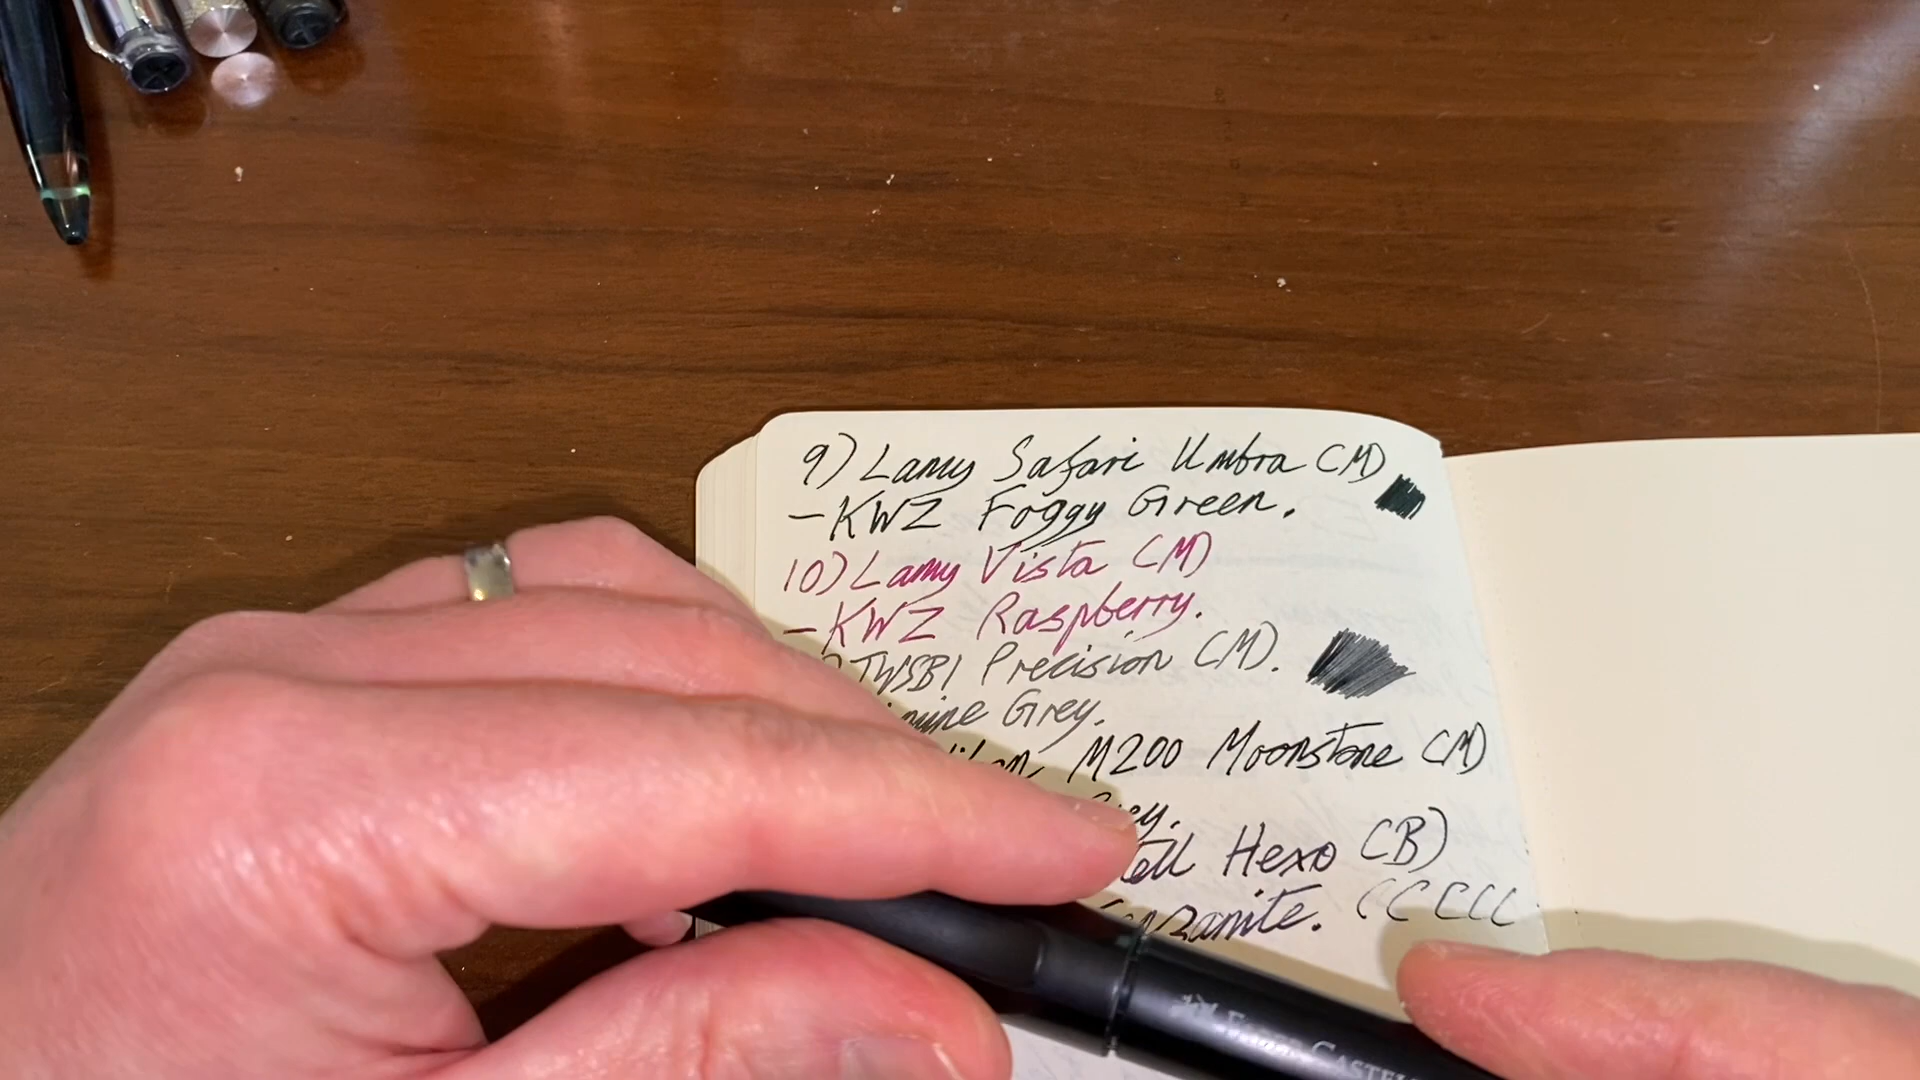 9) Lamy Safari Umbra (M)
- KWZ Foggy Green.
10) Lamy Vista (M)
- KWZ Raspberry.
) TWSBI Precision (M).
Grey.
M200 Moonstone (M)
Hexo (B)
CCCCC
FABER-CASTELL